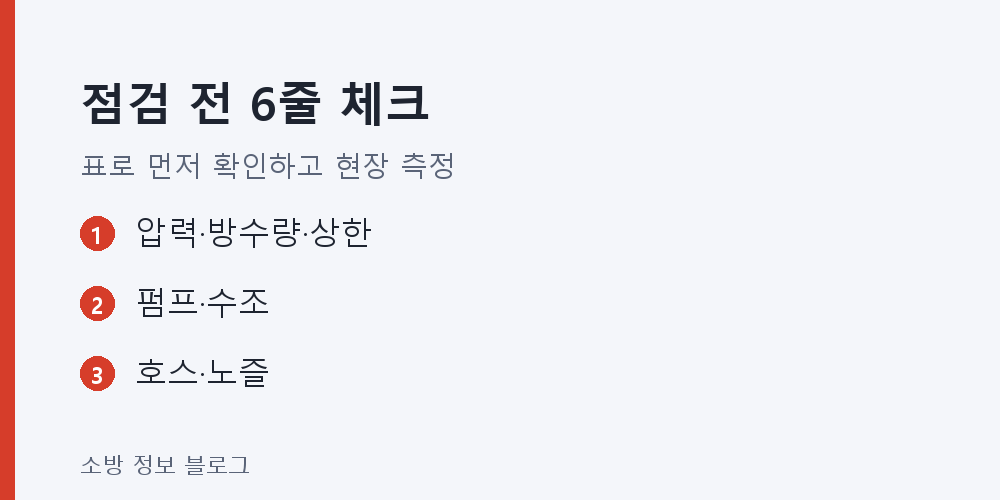 점검 전 6줄 체크
표로 먼저 확인하고 현장 측정
1 압력·방수량·상한
2 펌프·수조
3 호스·노즐
소방 정보 블로그